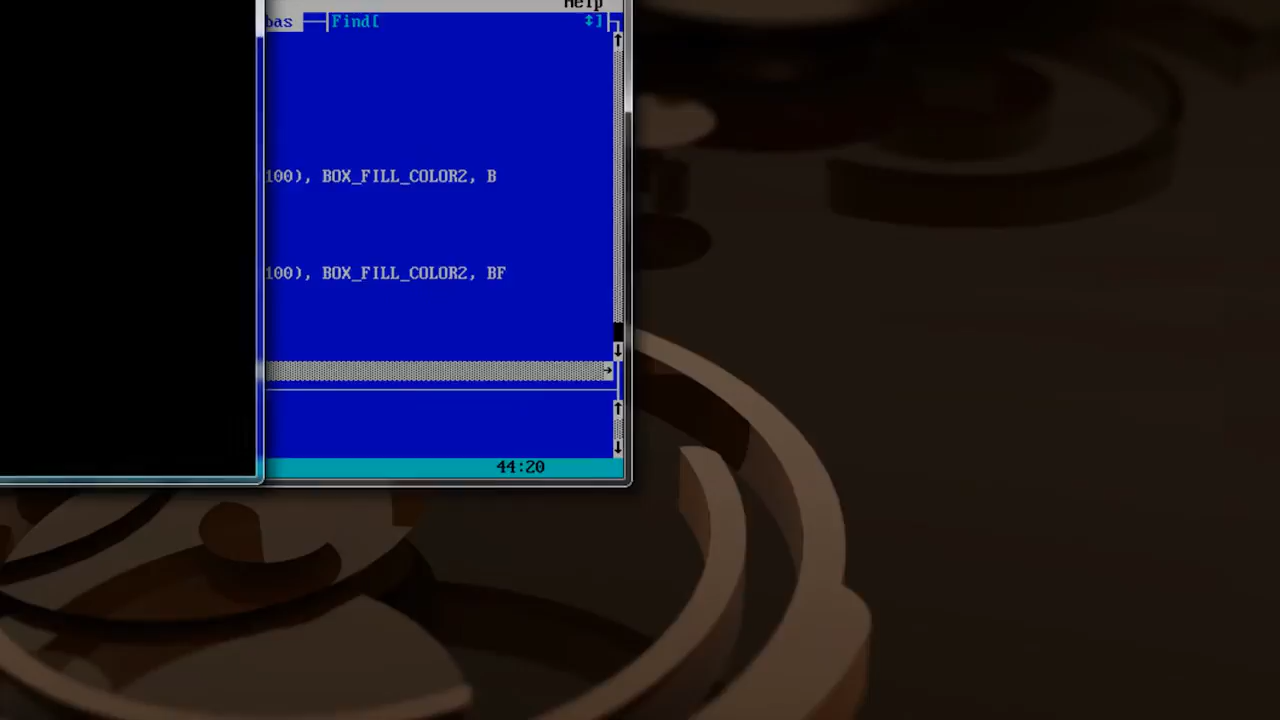 Help
bas Find[ ↕]
100), BOX_FILL_COLOR2, B
100), BOX_FILL_COLOR2, BF
44:20